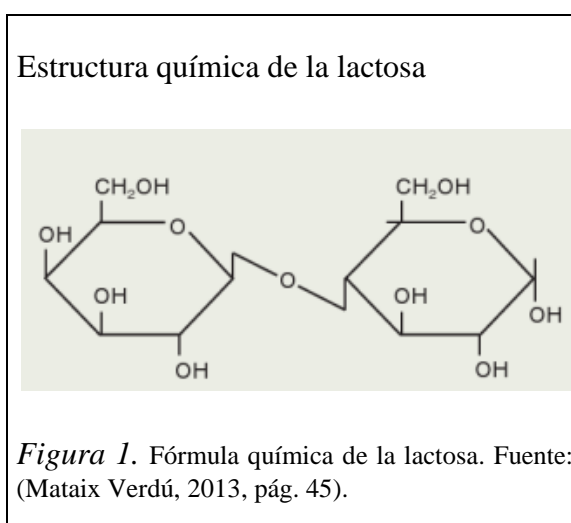 Estructura química de la lactosa
CH₂OH CH₂OH
OH O O
OH O OH OH
OH OH
Figura 1. Fórmula química de la lactosa. Fuente:
(Mataix Verdú, 2013, pág. 45).